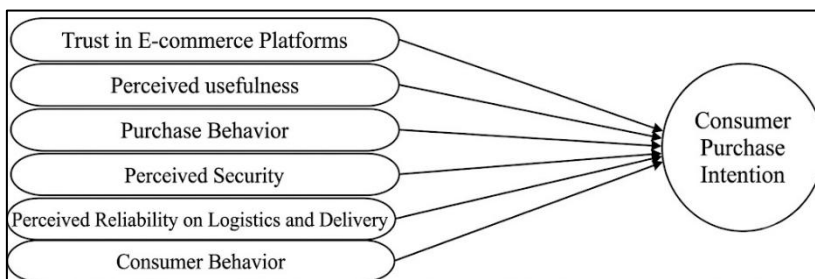 Trust in E-commerce Platforms
Perceived usefulness
Purchase Behavior
Perceived Security
Perceived Reliability on Logistics and Delivery
Consumer Behavior
Consumer
Purchase
Intention